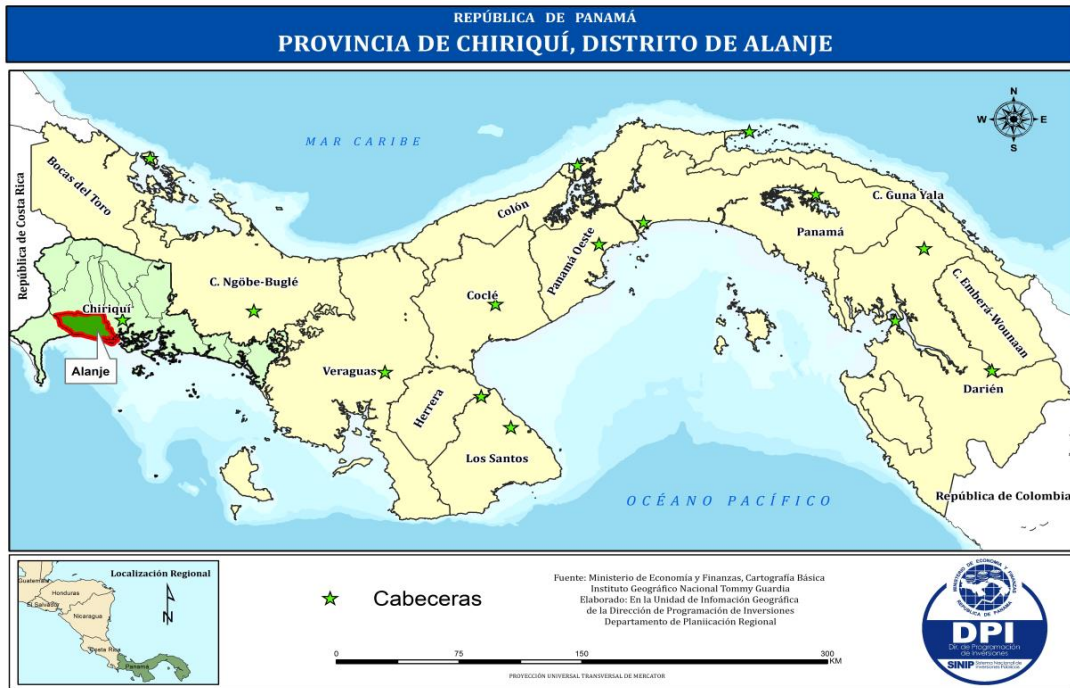 REPÚBLICA DE PANAMÁ
PROVINCIA DE CHIRIQUÍ, DISTRITO DE ALANJE
MAR CARIBE
N
W E
S
República de Costa Rica
Bocas del Toro
C. Ngöbe-Buglé
Chiriquí
Alanje
Veraguas
Herrera
Los Santos
Coclé
Colón
Panamá Oeste
Panamá
C. Guna Yala
C. Emberá-Wounaan
Darién
República de Colombia
OCÉANO PACÍFICO
Localización Regional
N
Guatemala
Honduras
El Salvador
Nicaragua
Costa Rica
Panamá
Cabeceras
Fuente: Ministerio de Economía y Finanzas, Cartografía Básica
Instituto Geográfico Nacional Tommy Guardia
Elaborado: En la Unidad de Infomación Geográfica
de la Dirección de Programación de Inversiones
Departamento de Planiicación Regional
0 75 150 300
KM
PROYECCIÓN UNIVERSAL TRANSVERSAL DE MERCATOR
MINISTERIO DE ECONOMÍA Y FINANZAS
REPÚBLICA DE PANAMÁ
DPI
Dir. de Programación
de Inversiones
SINIP Sistema Nacional de
Inversiones Públicas